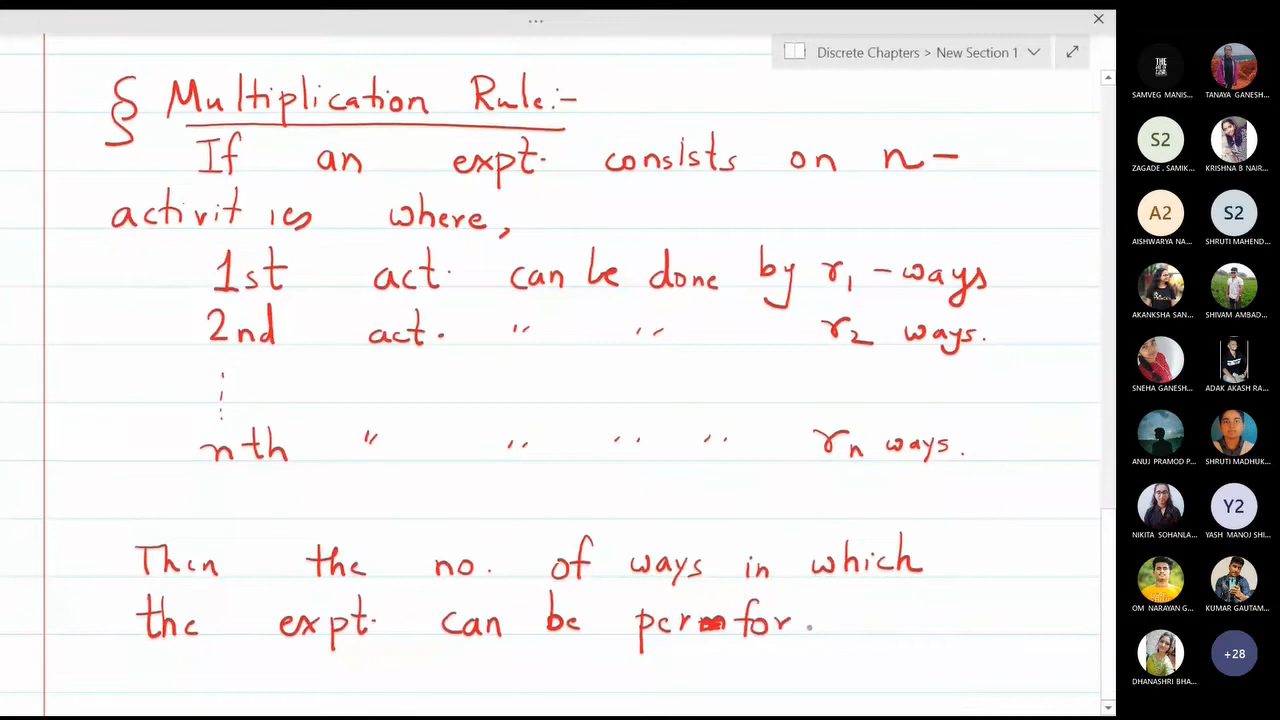 ...
×
Discrete Chapters > New Section 1
§ Multiplication Rule:-
If an expt. consists on n-
activities where,
1st act. can be done by r₁ -ways
2nd act. " " r₂ ways.
⋮
nth " " " " rₙ ways.
Then the no. of ways in which
the expt. can be perfor
THE
SAMVEG MANIS...
TANAYA GANESH...
S2
ZAGADE . SAMIK...
KRISHNA B NAIR...
A2
AISHWARYA NA...
S2
SHRUTI MAHEND...
AKANKSHA SAN...
SHIVAM AMBAD...
SNEHA GANESH...
ADAK AKASH RA...
ANUJ PRAMOD P...
SHRUTI MADHUK...
NIKITA SOHANLA...
Y2
YASH MANOJ SHI...
OM NARAYAN G...
KUMAR GAUTAM...
DHANASHRI BHA...
+28